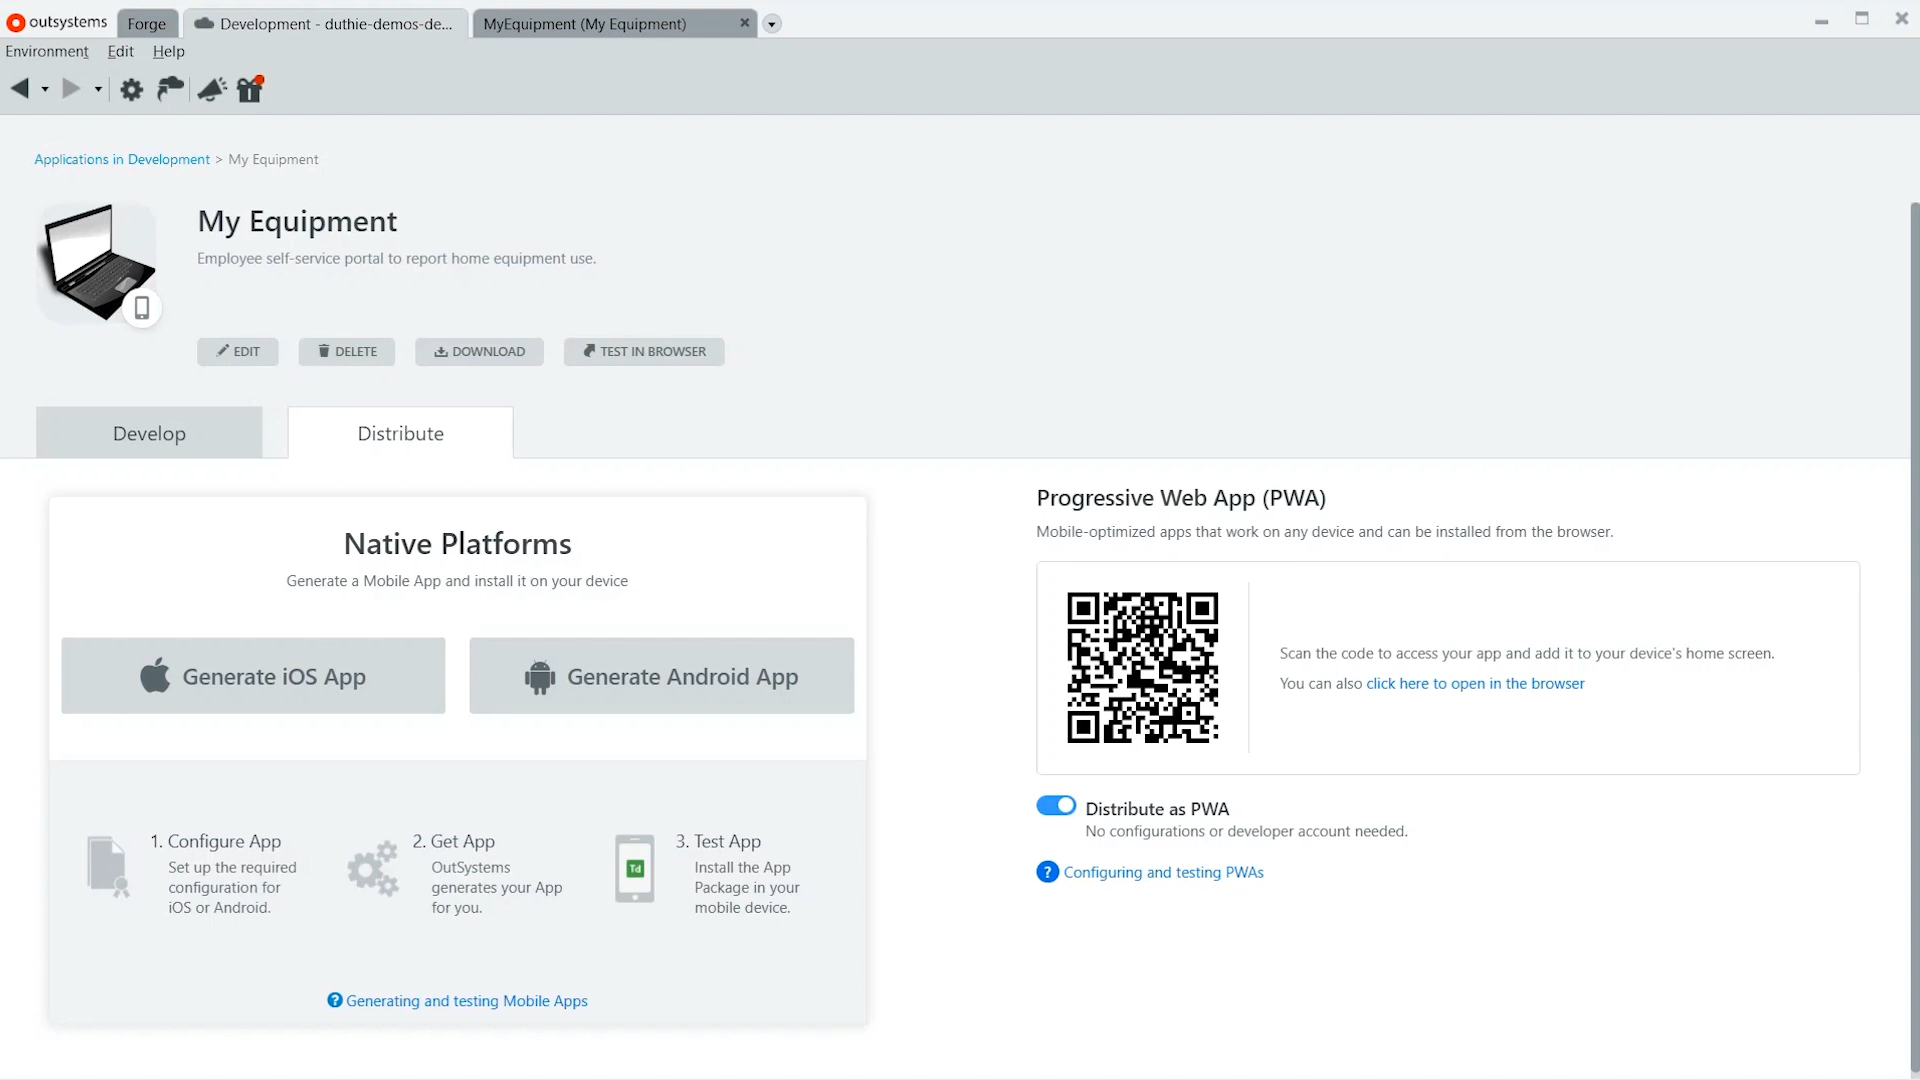 outsystems
Forge
Development - duthie-demos-de...
MyEquipment (My Equipment)
Environment Edit Help
Applications in Development > My Equipment
My Equipment
Employee self-service portal to report home equipment use.
EDIT
DELETE
DOWNLOAD
TEST IN BROWSER
Develop
Distribute
Native Platforms
Generate a Mobile App and install it on your device
Generate iOS App
Generate Android App
1. Configure App
Set up the required
configuration for
iOS or Android.
2. Get App
OutSystems
generates your App
for you.
Td
3. Test App
Install the App
Package in your
mobile device.
? Generating and testing Mobile Apps
Progressive Web App (PWA)
Mobile-optimized apps that work on any device and can be installed from the browser.
Scan the code to access your app and add it to your device's home screen.
You can also click here to open in the browser
Distribute as PWA
No configurations or developer account needed.
? Configuring and testing PWAs